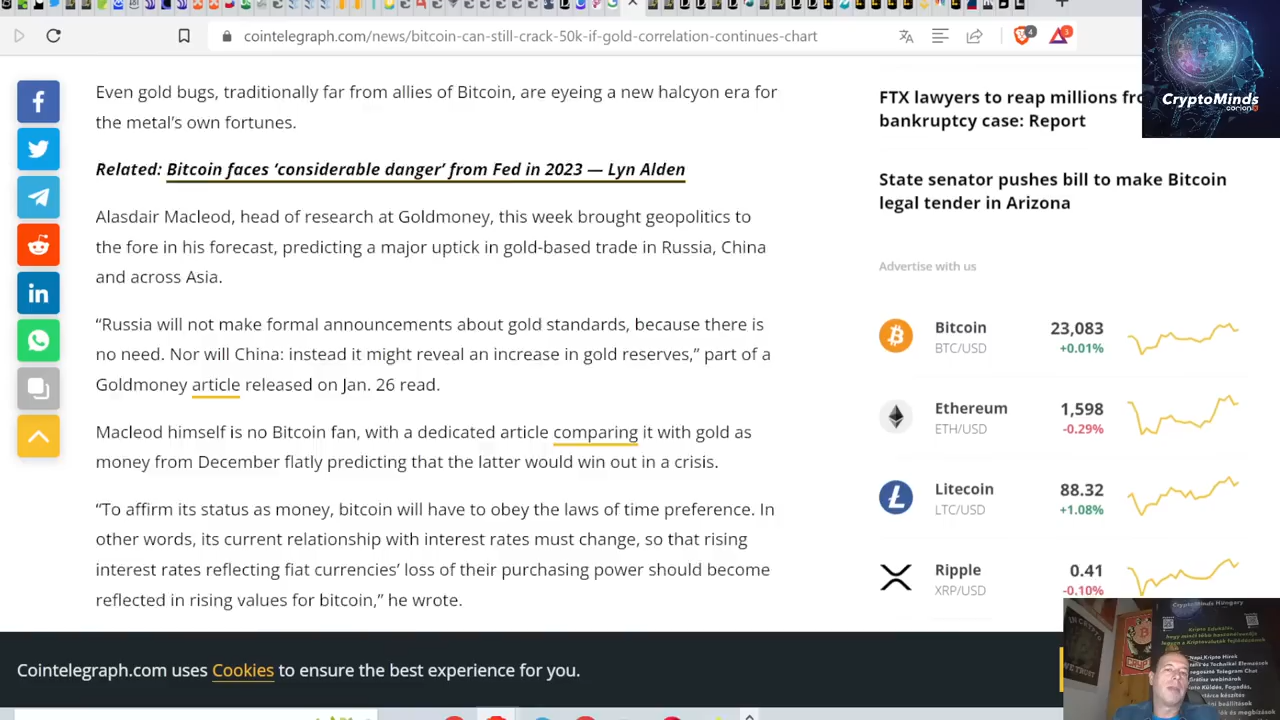 cointelegraph.com/news/bitcoin-can-still-crack-50k-if-gold-correlation-continues-chart
4
3
CryptoMinds
Even gold bugs, traditionally far from allies of Bitcoin, are eyeing a new halcyon era for
the metal's own fortunes.
Related: Bitcoin faces ‘considerable danger’ from Fed in 2023 — Lyn Alden
Alasdair Macleod, head of research at Goldmoney, this week brought geopolitics to
the fore in his forecast, predicting a major uptick in gold-based trade in Russia, China
and across Asia.
“Russia will not make formal announcements about gold standards, because there is
no need. Nor will China: instead it might reveal an increase in gold reserves,” part of a
Goldmoney article released on Jan. 26 read.
Macleod himself is no Bitcoin fan, with a dedicated article comparing it with gold as
money from December flatly predicting that the latter would win out in a crisis.
“To affirm its status as money, bitcoin will have to obey the laws of time preference. In
other words, its current relationship with interest rates must change, so that rising
interest rates reflecting fiat currencies’ loss of their purchasing power should become
reflected in rising values for bitcoin,” he wrote.
FTX lawyers to reap millions
bankruptcy case: Report
State senator pushes bill to make Bitcoin
legal tender in Arizona
Advertise with us
Bitcoin 23,083
BTC/USD +0.01%
Ethereum 1,598
ETH/USD -0.29%
Litecoin 88.32
LTC/USD +1.08%
Ripple 0.41
XRP/USD -0.10%
Cointelegraph.com uses Cookies to ensure the best experience for you.
CryptoMinds Hungary